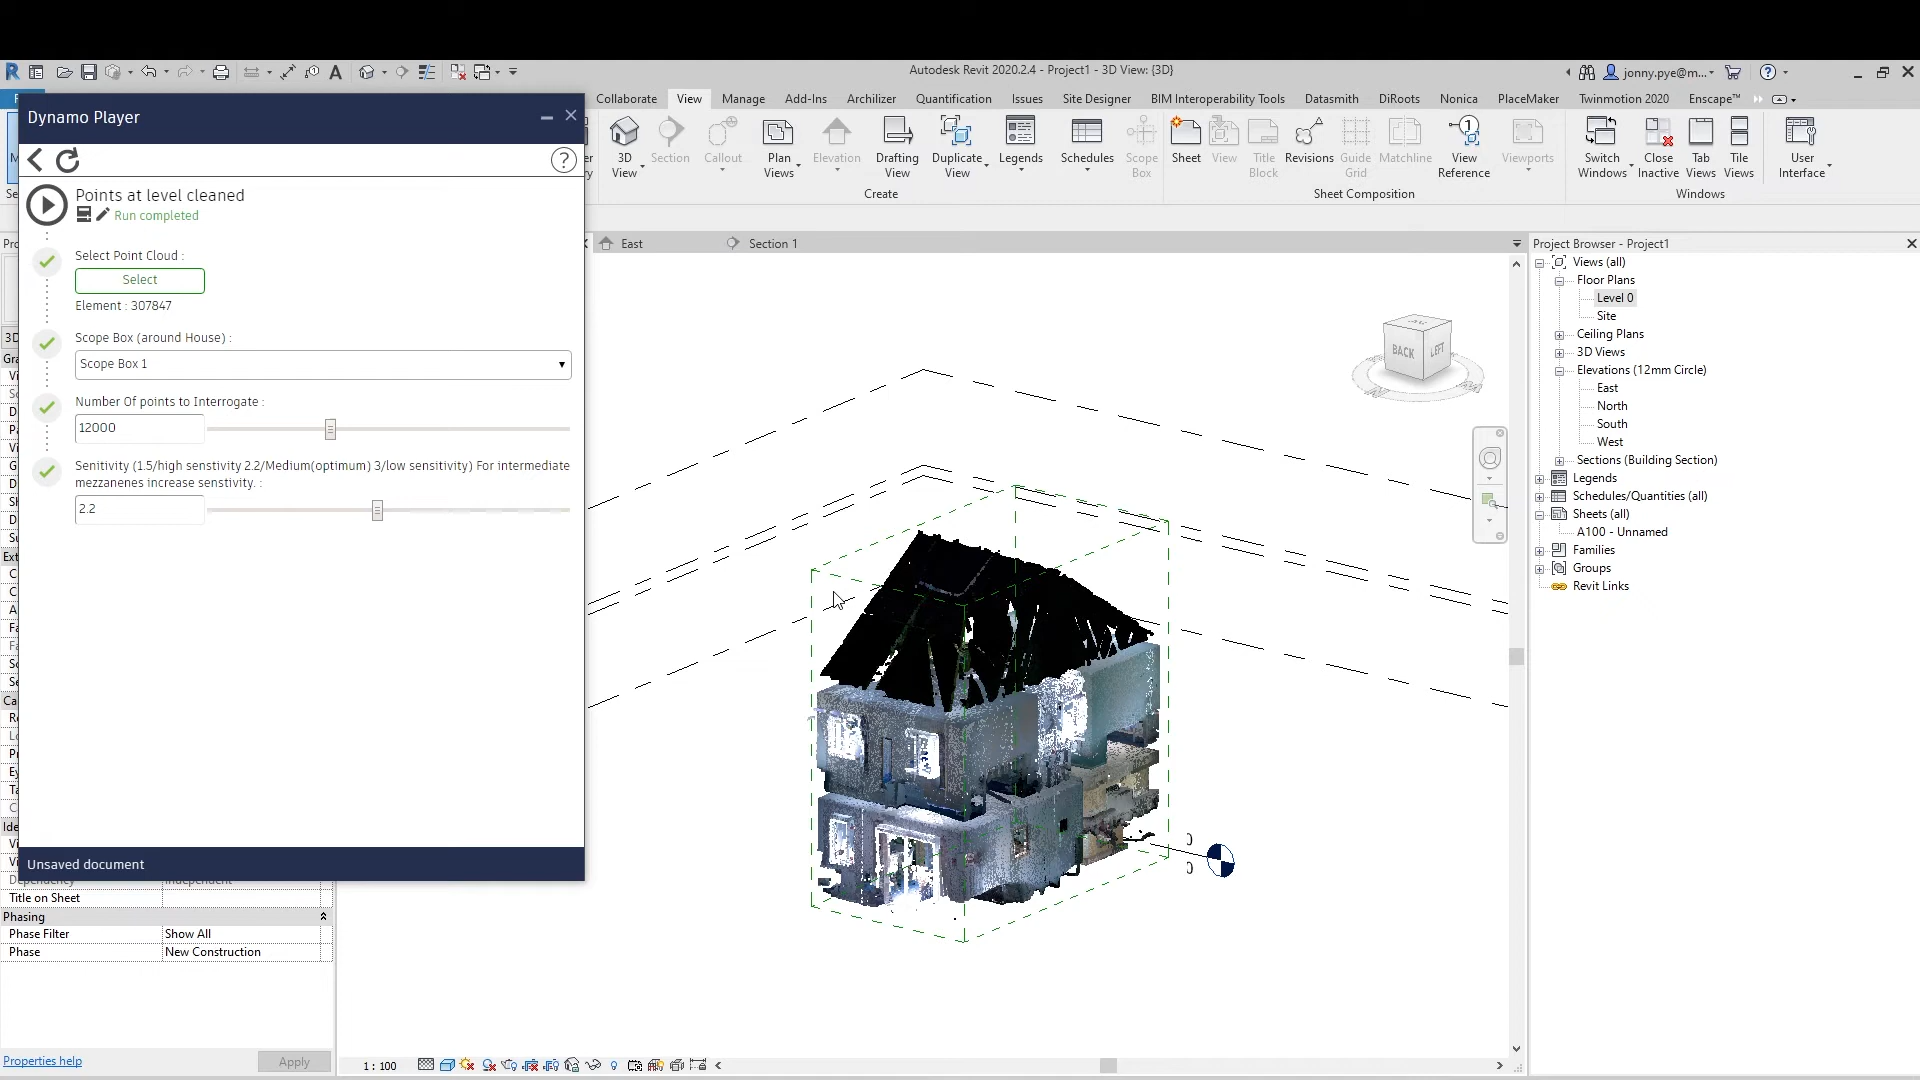 Autodesk Revit 2020.2.4 - Project1 - 3D View: {3D}
jonny.pye@m...
Collaborate View Manage Add-Ins Archilizer Quantification Issues Site Designer BIM Interoperability Tools Datasmith DiRoots Nonica PlaceMaker Twinmotion 2020 Enscape™
3D View
Section
Callout
Plan Views
Elevation
Drafting View
Duplicate View
Legends
Schedules
Scope Box
Sheet
View
Title Block
Revisions
Guide Grid
Matchline
View Reference
Viewports
Switch Windows
Close Inactive
Tab Views
Tile Views
User Interface
Create
Sheet Composition
Windows
Dynamo Player
Points at level cleaned
Run completed
Select Point Cloud :
Select
Element : 307847
Scope Box (around House) :
Scope Box 1
Number Of points to Interrogate :
12000
Senitivity (1.5/high senstivity 2.2/Medium(optimum) 3/low sensitivity) For intermediate
mezzanenes increase senstivity. :
2.2
Unsaved document
East
Section 1
BACK
LEFT
Project Browser - Project1
Views (all)
Floor Plans
Level 0
Site
Ceiling Plans
3D Views
Elevations (12mm Circle)
East
North
South
West
Sections (Building Section)
Legends
Schedules/Quantities (all)
Sheets (all)
A100 - Unnamed
Families
Groups
Revit Links
Dependency Independent
Title on Sheet
Phasing
Phase Filter Show All
Phase New Construction
Properties help
Apply
1 : 100